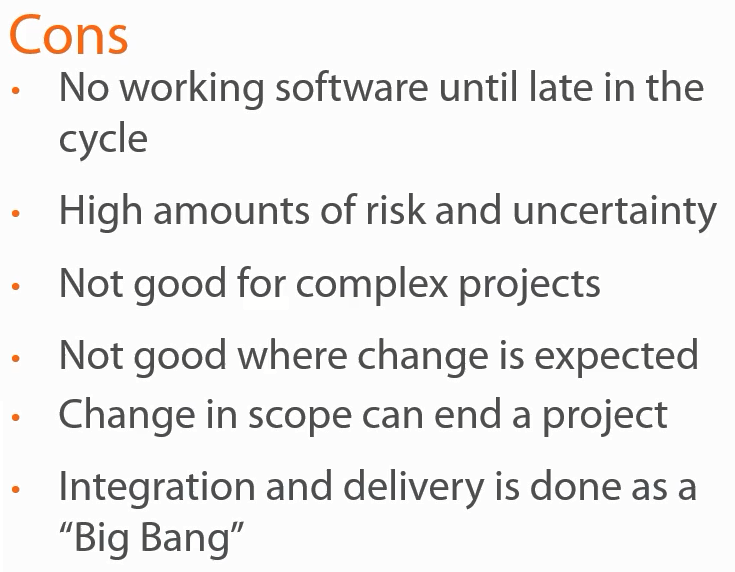 Cons
• No working software until late in the
cycle
• High amounts of risk and uncertainty
• Not good for complex projects
• Not good where change is expected
• Change in scope can end a project
• Integration and delivery is done as a
“Big Bang”